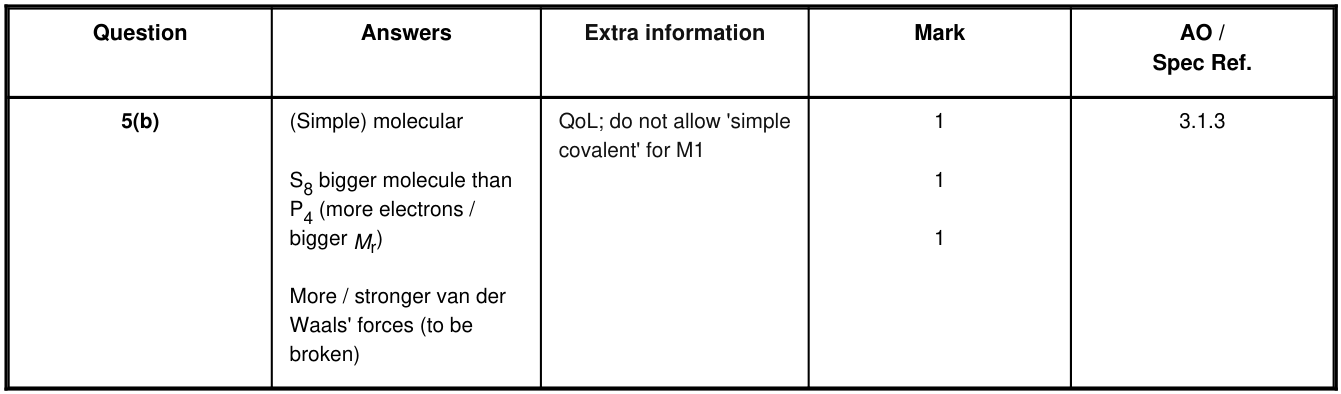 Question Answers Extra information Mark AO /
Spec Ref.
5(b) (Simple) molecular QoL; do not allow 'simple 1 3.1.3
covalent' for M1
S8 bigger molecule than 1
P4 (more electrons /
bigger Mr) 1
More / stronger van der
Waals' forces (to be
broken)